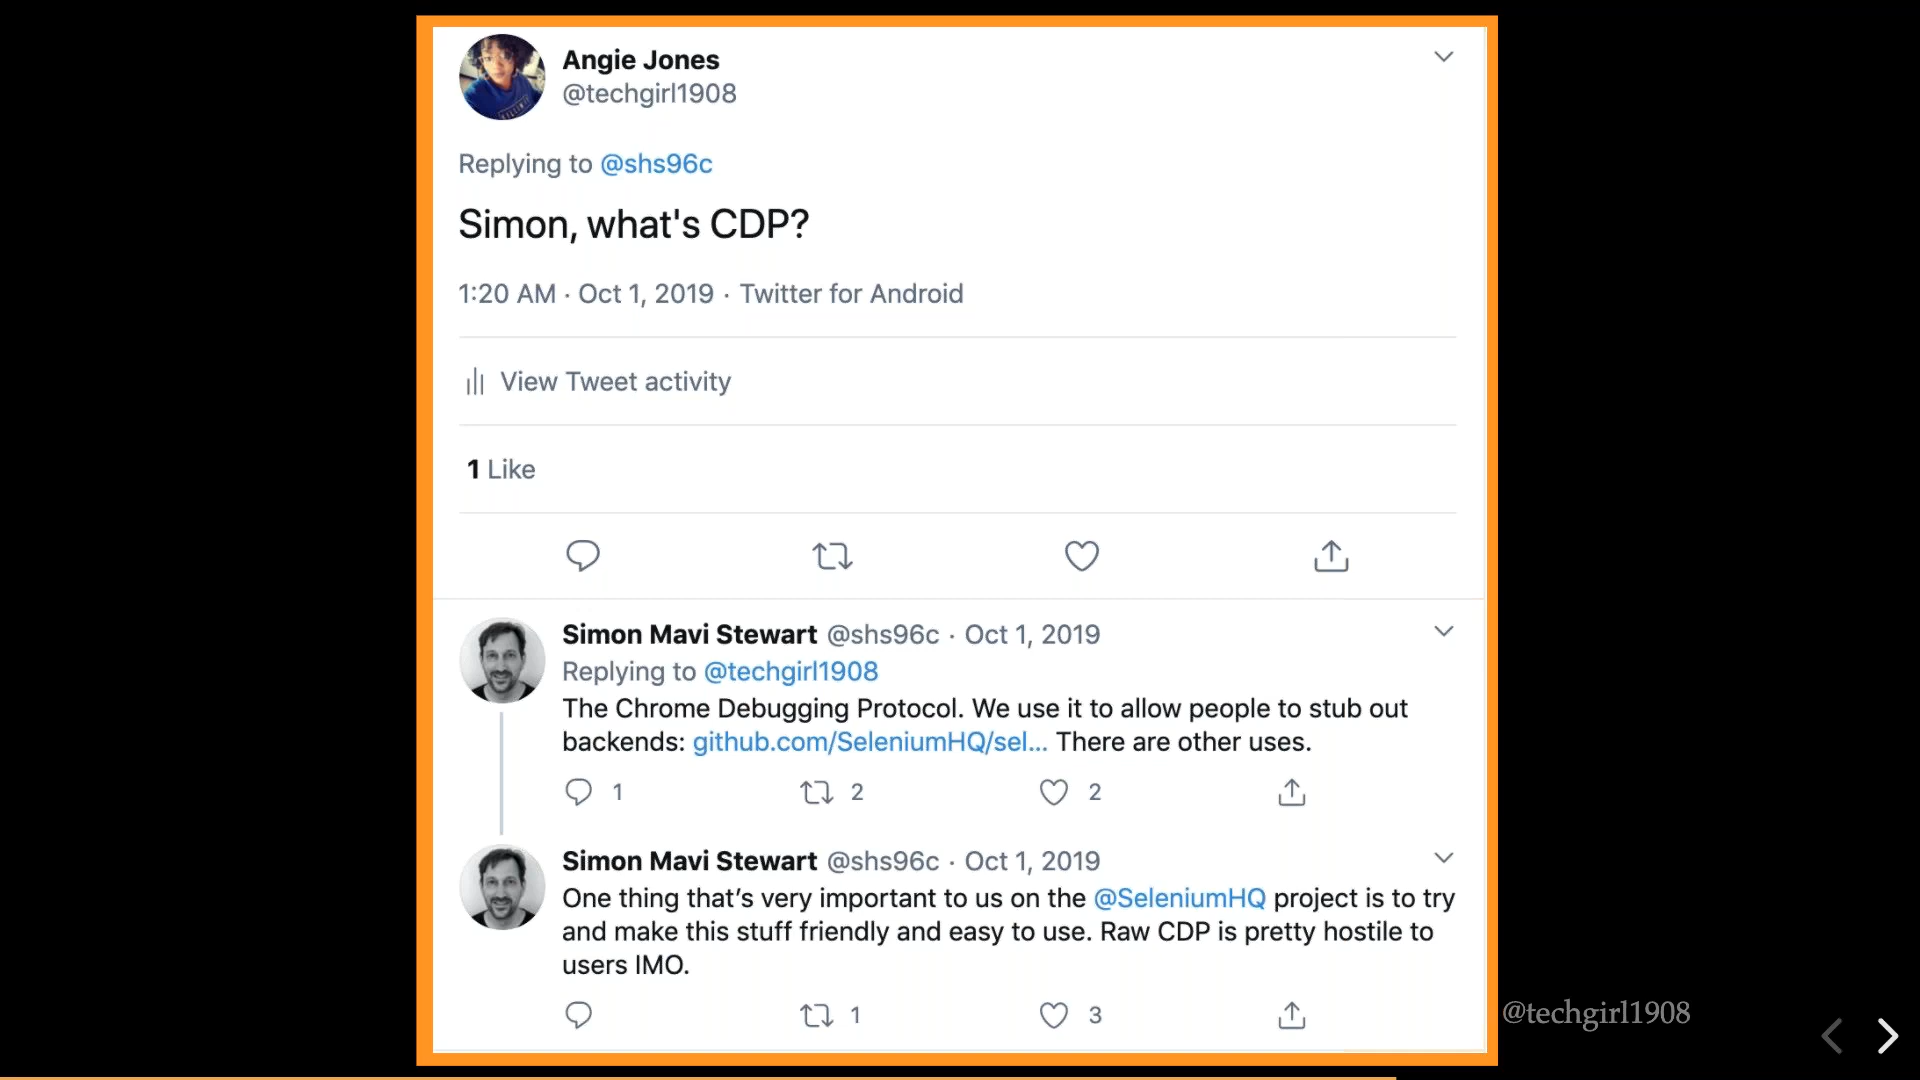 Angie Jones
@techgirl1908
Replying to @shs96c
Simon, what's CDP?
1:20 AM · Oct 1, 2019 · Twitter for Android
View Tweet activity
1 Like
Simon Mavi Stewart @shs96c · Oct 1, 2019
Replying to @techgirl1908
The Chrome Debugging Protocol. We use it to allow people to stub out
backends: github.com/SeleniumHQ/sel... There are other uses.
1 2 2
Simon Mavi Stewart @shs96c · Oct 1, 2019
One thing that’s very important to us on the @SeleniumHQ project is to try
and make this stuff friendly and easy to use. Raw CDP is pretty hostile to
users IMO.
1 3
@techgirl1908